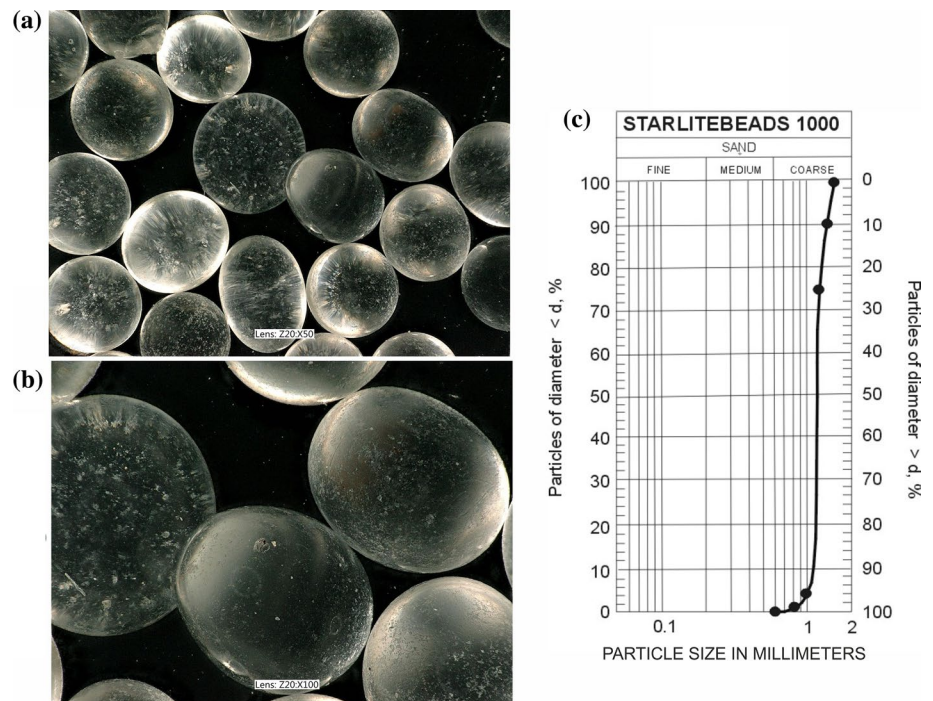 (a)
Lens: Z20:X50
(b)
Lens: Z20:X100
(c)
STARLITEBEADS 1000
SAND
FINE MEDIUM COARSE
Particles of diameter < d, %
100
90
80
70
60
50
40
30
20
10
0
0
10
20
30
40
50
60
70
80
90
100
Particles of diameter > d, %
0.1 1 2
PARTICLE SIZE IN MILLIMETERS